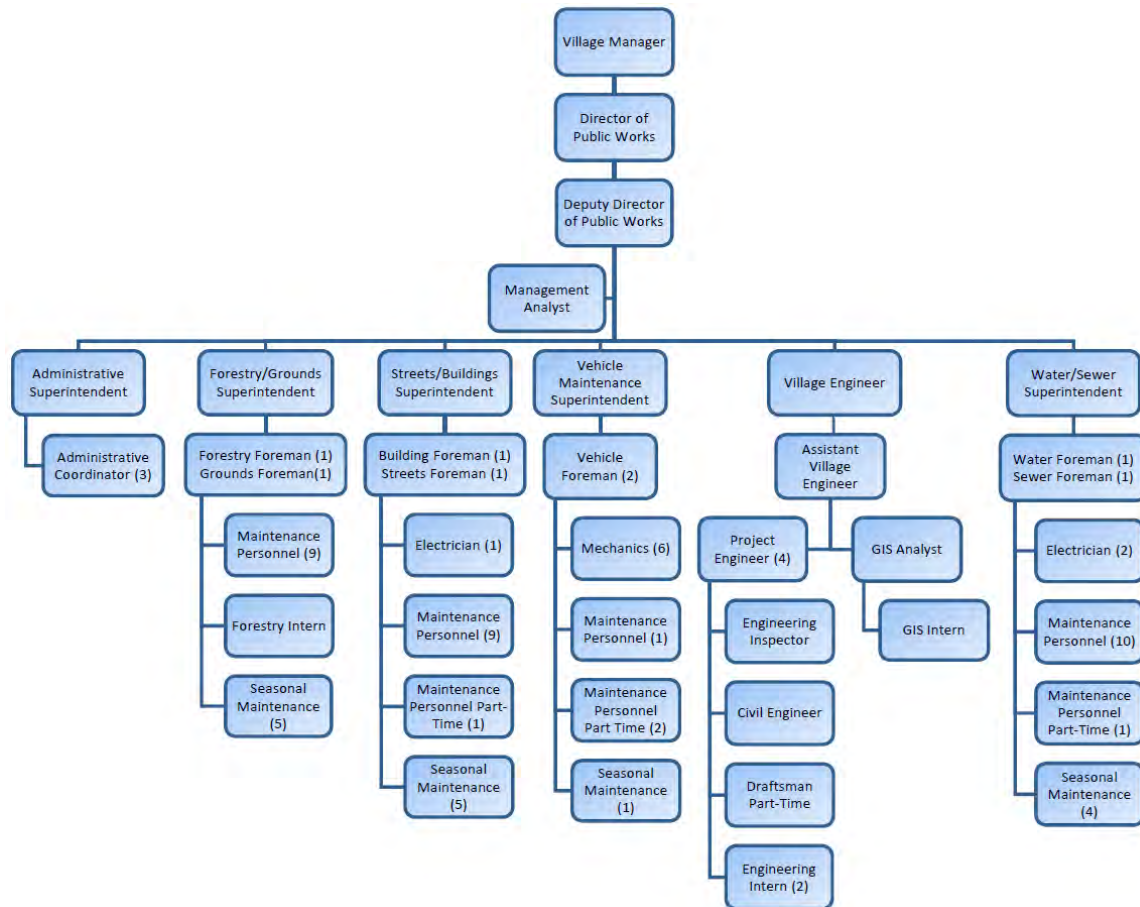 Village Manager
Director of
Public Works
Deputy Director
of Public Works
Management
Analyst
Administrative
Superintendent
Administrative
Coordinator (3)
Forestry/Grounds
Superintendent
Forestry Foreman (1)
Grounds Foreman(1)
Maintenance
Personnel (9)
Forestry Intern
Seasonal
Maintenance
(5)
Streets/Buildings
Superintendent
Building Foreman (1)
Streets Foreman (1)
Electrician (1)
Maintenance
Personnel (9)
Maintenance
Personnel Part-
Time (1)
Seasonal
Maintenance
(5)
Vehicle
Maintenance
Superintendent
Vehicle
Foreman (2)
Mechanics (6)
Maintenance
Personnel (1)
Maintenance
Personnel
Part Time (2)
Seasonal
Maintenance
(1)
Village Engineer
Assistant
Village
Engineer
Project
Engineer (4)
Engineering
Inspector
Civil Engineer
Draftsman
Part-Time
Engineering
Intern (2)
GIS Analyst
GIS Intern
Water/Sewer
Superintendent
Water Foreman (1)
Sewer Foreman (1)
Electrician (2)
Maintenance
Personnel (10)
Maintenance
Personnel
Part-Time (1)
Seasonal
Maintenance
(4)